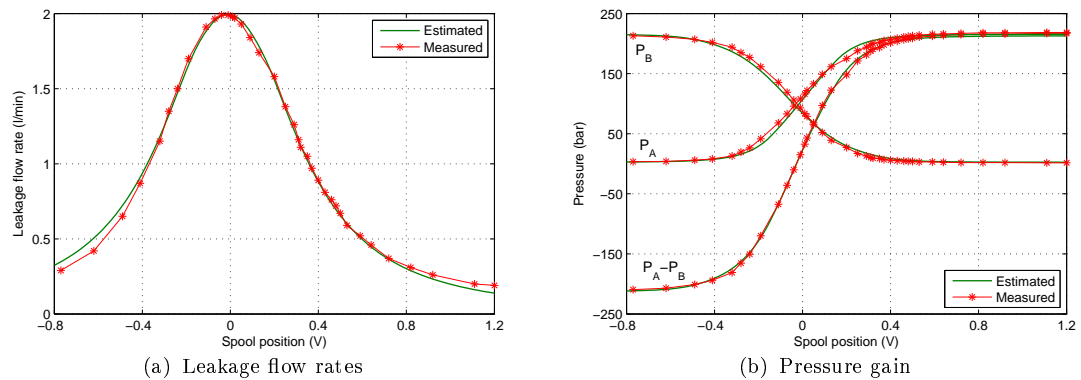 2
1.5
1
0.5
0
Leakage flow rate (l/min)
Estimated
Measured
−0.8 −0.4 0 0.4 0.8 1.2
Spool position (V)
(a) Leakage flow rates
250
150
50
−50
−150
−250
Pressure (bar)
P_B
P_A
P_A−P_B
Estimated
Measured
−0.8 −0.4 0 0.4 0.8 1.2
Spool position (V)
(b) Pressure gain